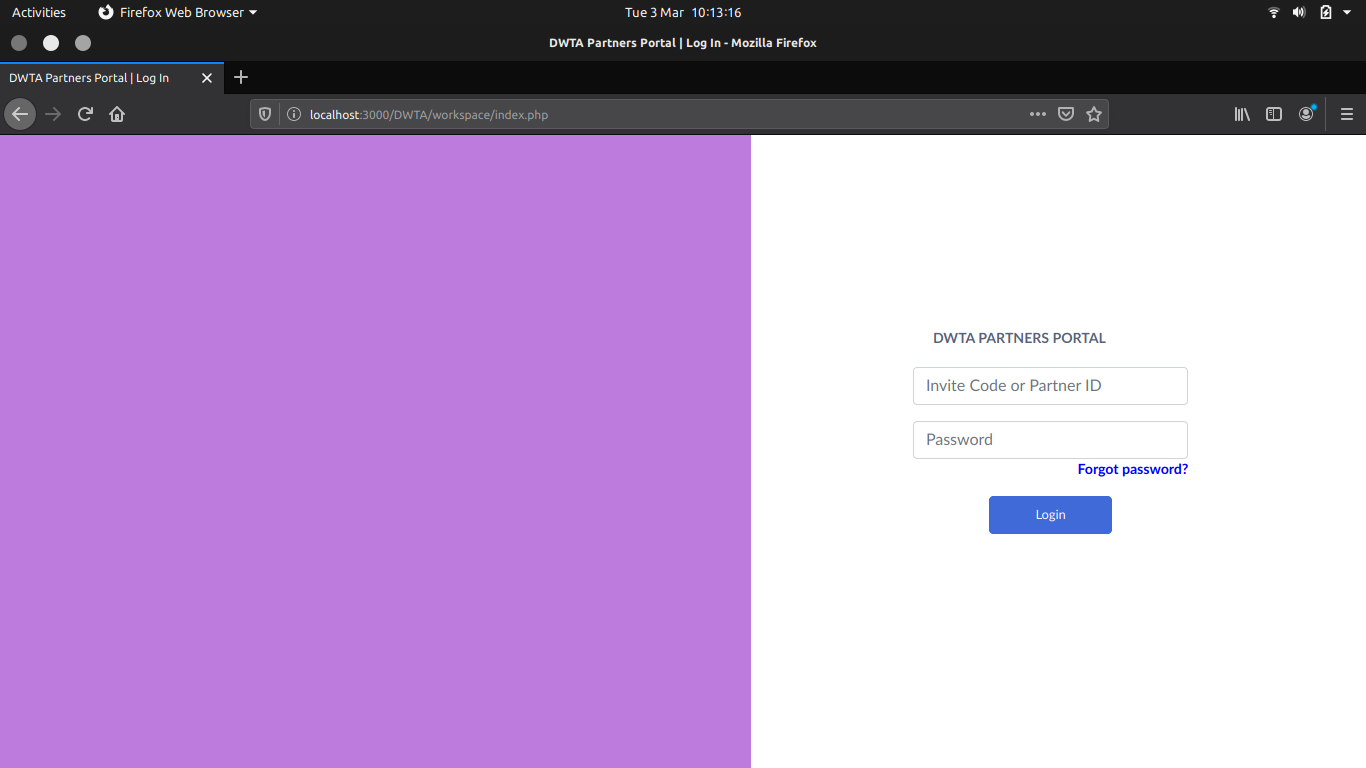 Activities Firefox Web Browser Tue 3 Mar 10:13:16
DWTA Partners Portal | Log In - Mozilla Firefox
DWTA Partners Portal | Log In
localhost:3000/DWTA/workspace/index.php
DWTA PARTNERS PORTAL
Invite Code or Partner ID
Password
Forgot password?
Login